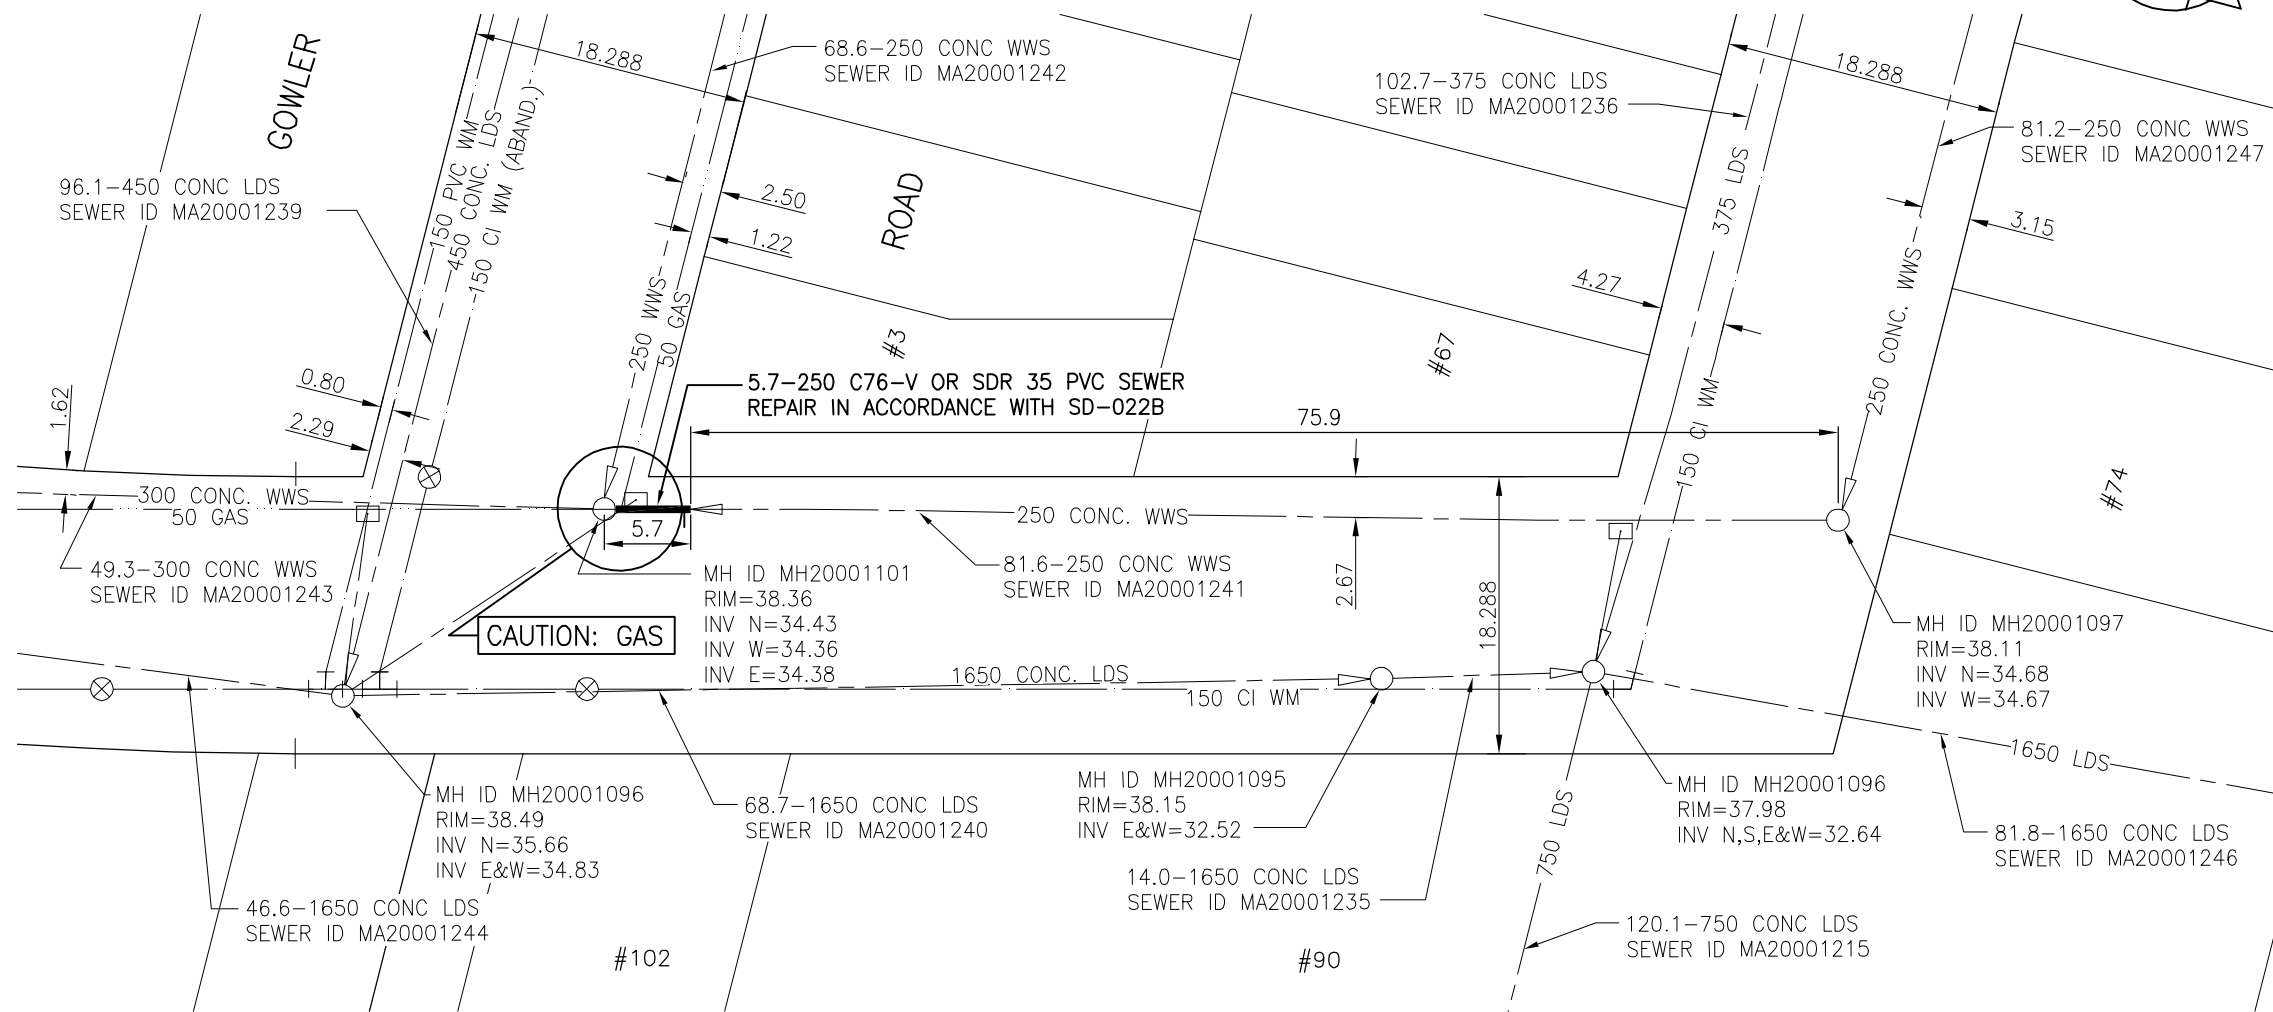 GOWLER
ROAD
18.288
68.6-250 CONC WWS
SEWER ID MA20001242
102.7-375 CONC LDS
SEWER ID MA20001236
18.288
81.2-250 CONC WWS
SEWER ID MA20001247
96.1-450 CONC LDS
SEWER ID MA20001239
150 PVC WM
450 CONC. LDS
150 CI WM (ABAND.)
2.50
1.22
250 WWS
50 GAS
375 LDS
3.15
4.27
250 CONC. WWS
150 CI WM
#3
#67
#74
0.80
2.29
1.62
5.7-250 C76-V OR SDR 35 PVC SEWER
REPAIR IN ACCORDANCE WITH SD-022B
75.9
300 CONC. WWS
50 GAS
5.7
250 CONC. WWS
49.3-300 CONC WWS
SEWER ID MA20001243
81.6-250 CONC WWS
SEWER ID MA20001241
2.67
18.288
MH ID MH20001101
RIM=38.36
INV N=34.43
INV W=34.36
INV E=34.38
CAUTION: GAS
MH ID MH20001097
RIM=38.11
INV N=34.68
INV W=34.67
1650 CONC. LDS
150 CI WM
1650 LDS
MH ID MH20001096
RIM=38.49
INV N=35.66
INV E&W=34.83
68.7-1650 CONC LDS
SEWER ID MA20001240
MH ID MH20001095
RIM=38.15
INV E&W=32.52
MH ID MH20001096
RIM=37.98
INV N,S,E&W=32.64
750 LDS
81.8-1650 CONC LDS
SEWER ID MA20001246
14.0-1650 CONC LDS
SEWER ID MA20001235
46.6-1650 CONC LDS
SEWER ID MA20001244
120.1-750 CONC LDS
SEWER ID MA20001215
#102
#90